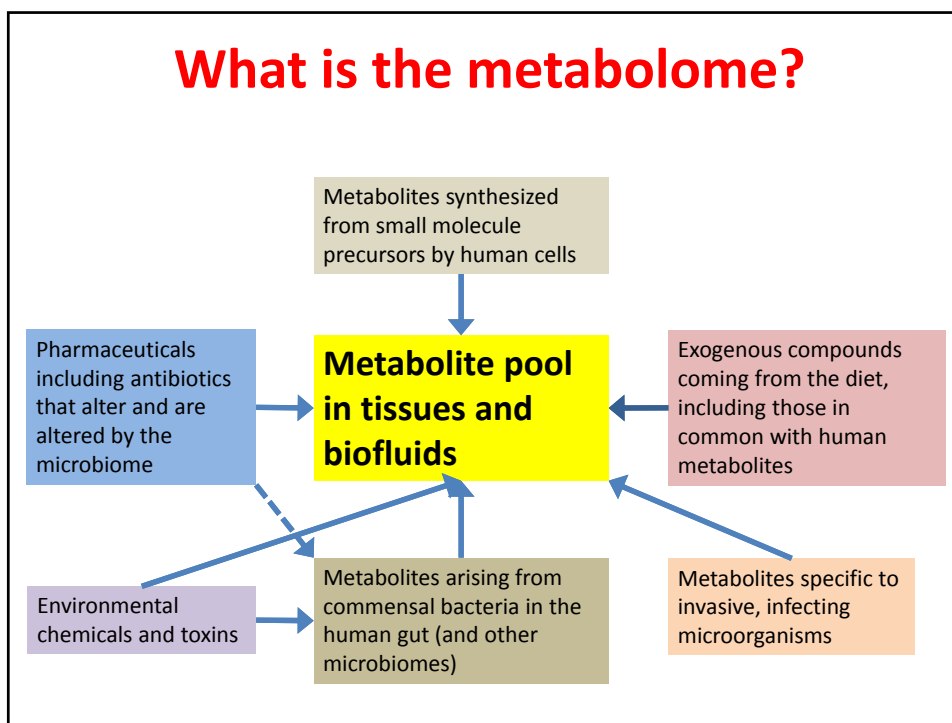 What is the metabolome?
Metabolites synthesized
from small molecule
precursors by human cells
Pharmaceuticals
including antibiotics
that alter and are
altered by the
microbiome
Metabolite pool
in tissues and
biofluids
Exogenous compounds
coming from the diet,
including those in
common with human
metabolites
Environmental
chemicals and toxins
Metabolites arising from
commensal bacteria in the
human gut (and other
microbiomes)
Metabolites specific to
invasive, infecting
microorganisms